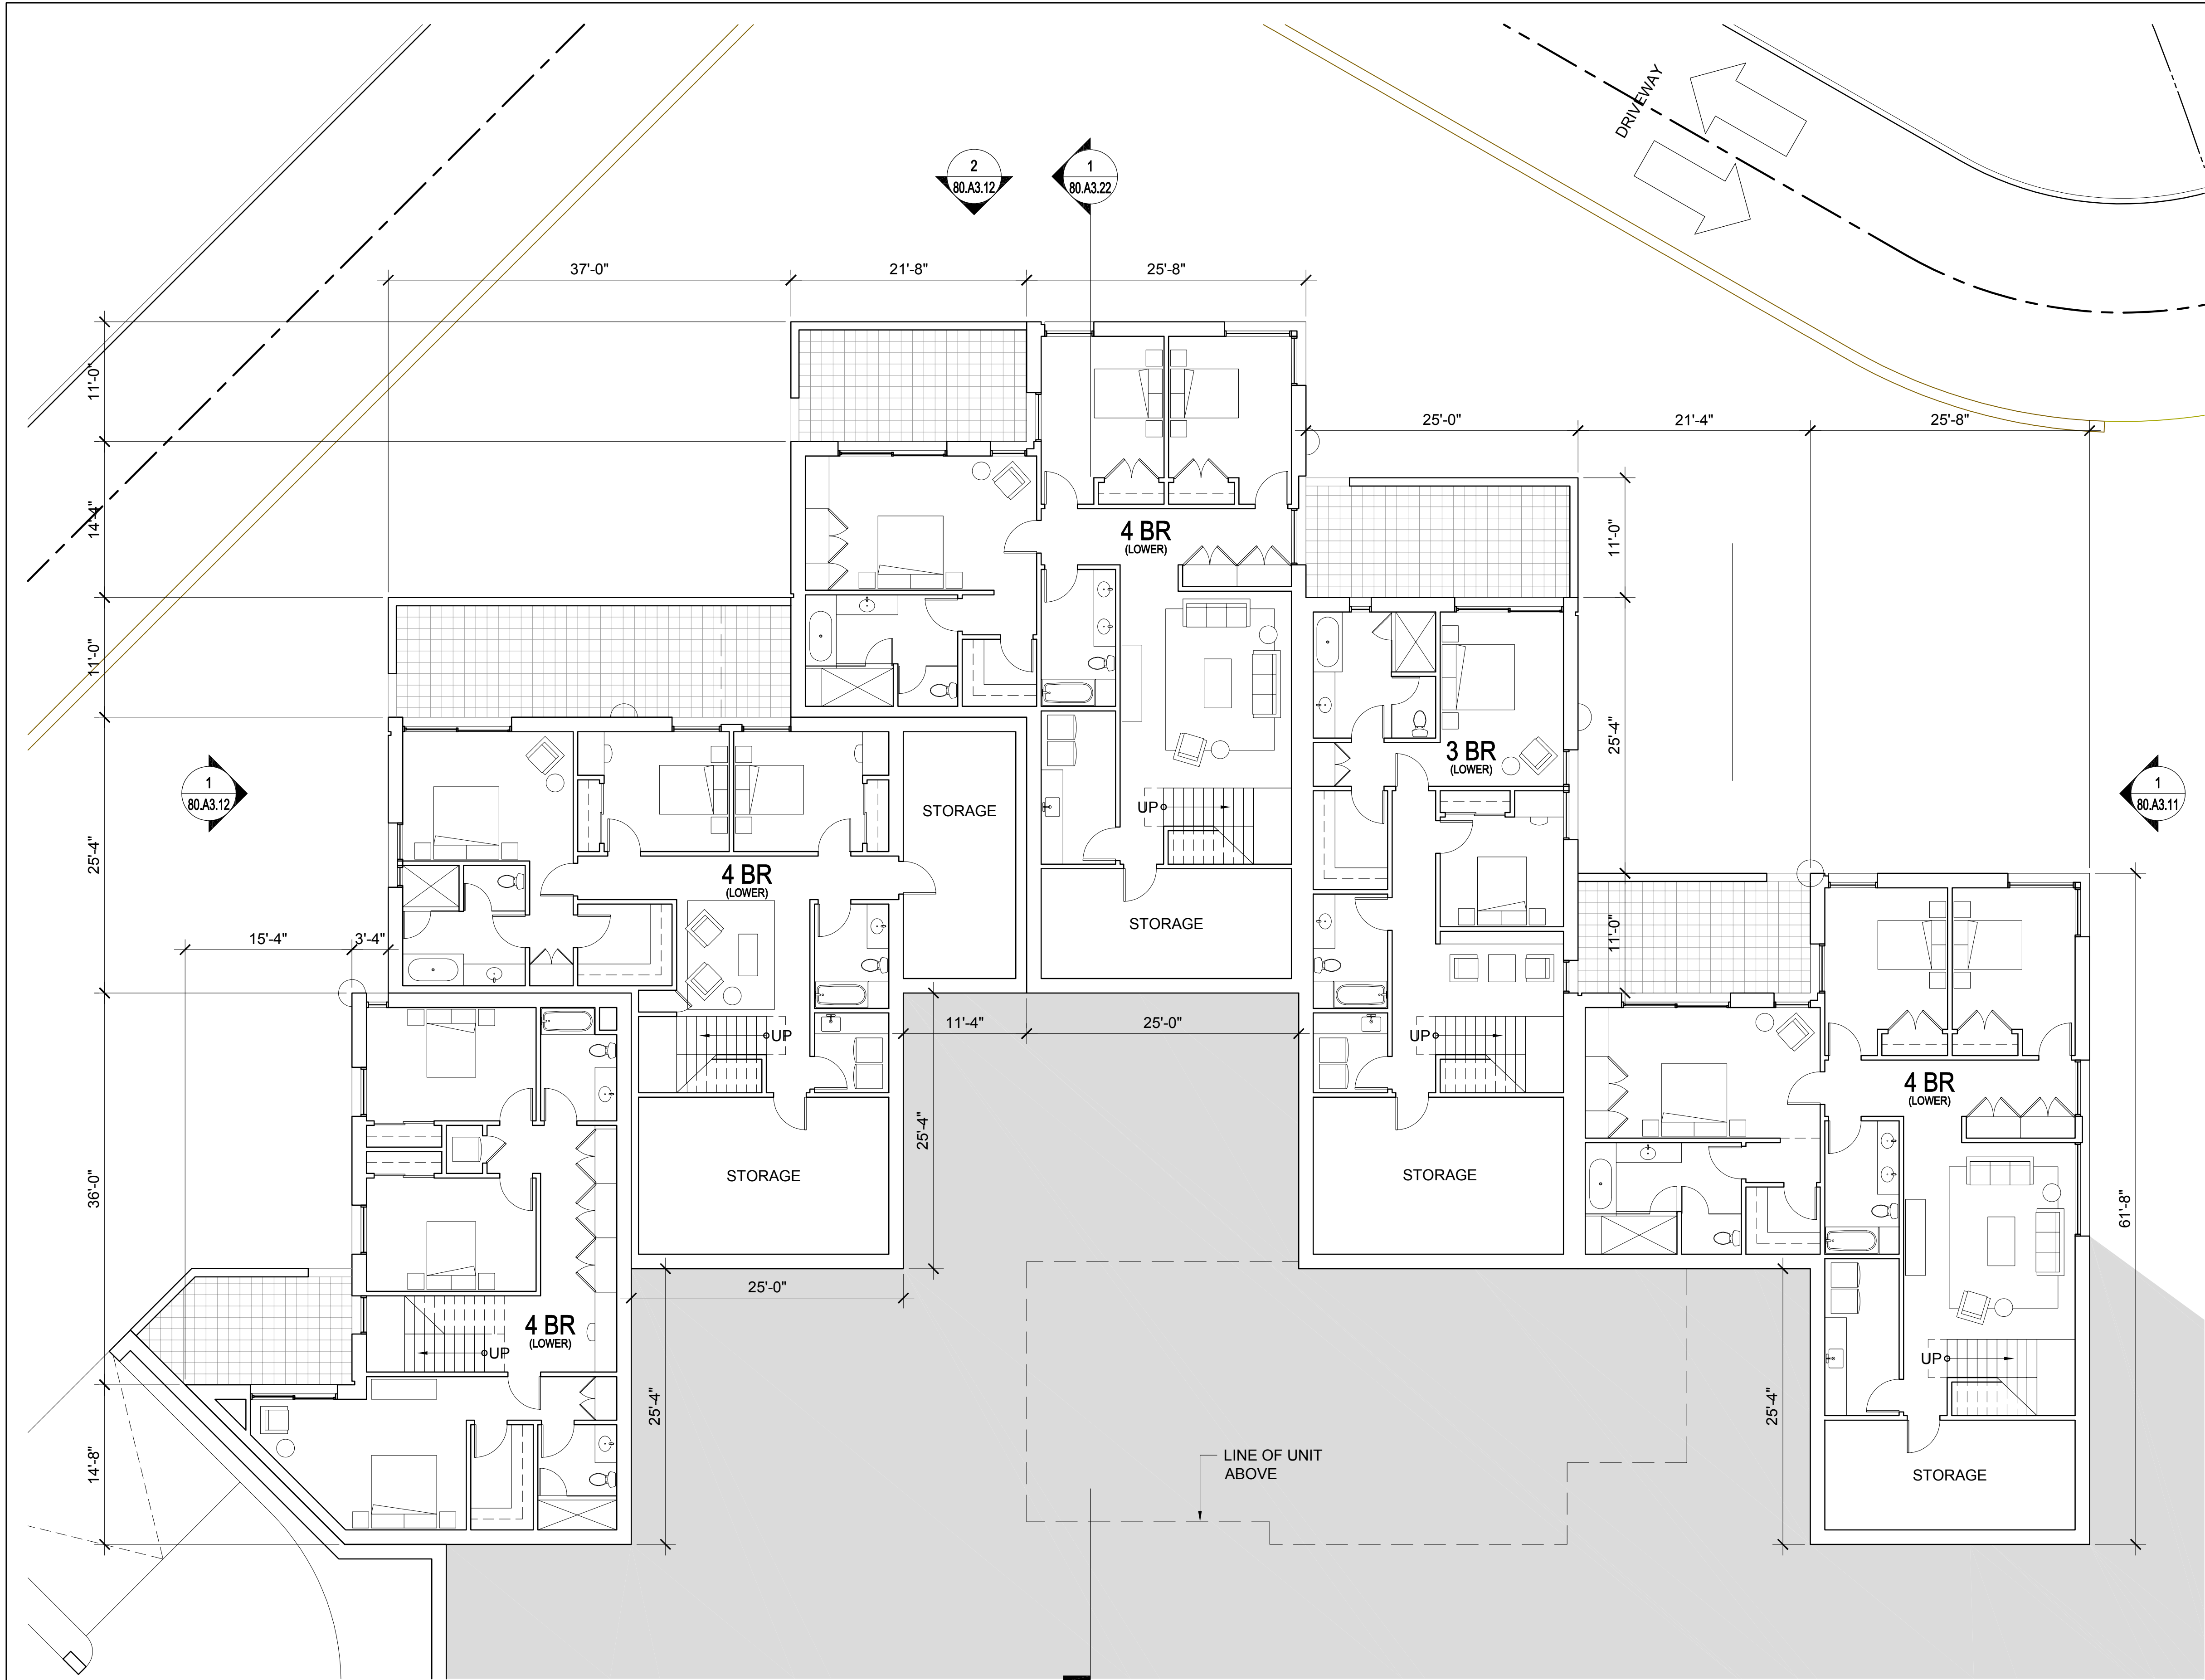 DRIVEWAY
2
80.A3.12
1
80.A3.22
37'-0"
21'-8"
25'-8"
11'-0"
25'-0"
21'-4"
25'-8"
14'-4"
11'-0"
4 BR
(LOWER)
11'-0"
25'-4"
3 BR
(LOWER)
1
80.A3.12
1
80.A3.11
STORAGE
UP
25'-4"
4 BR
(LOWER)
STORAGE
11'-0"
15'-4"
3'-4"
11'-4"
25'-0"
UP
UP
4 BR
(LOWER)
25'-4"
STORAGE
STORAGE
36'-0"
61'-8"
25'-0"
4 BR
(LOWER)
UP
UP
25'-4"
25'-4"
14'-8"
LINE OF UNIT
ABOVE
STORAGE